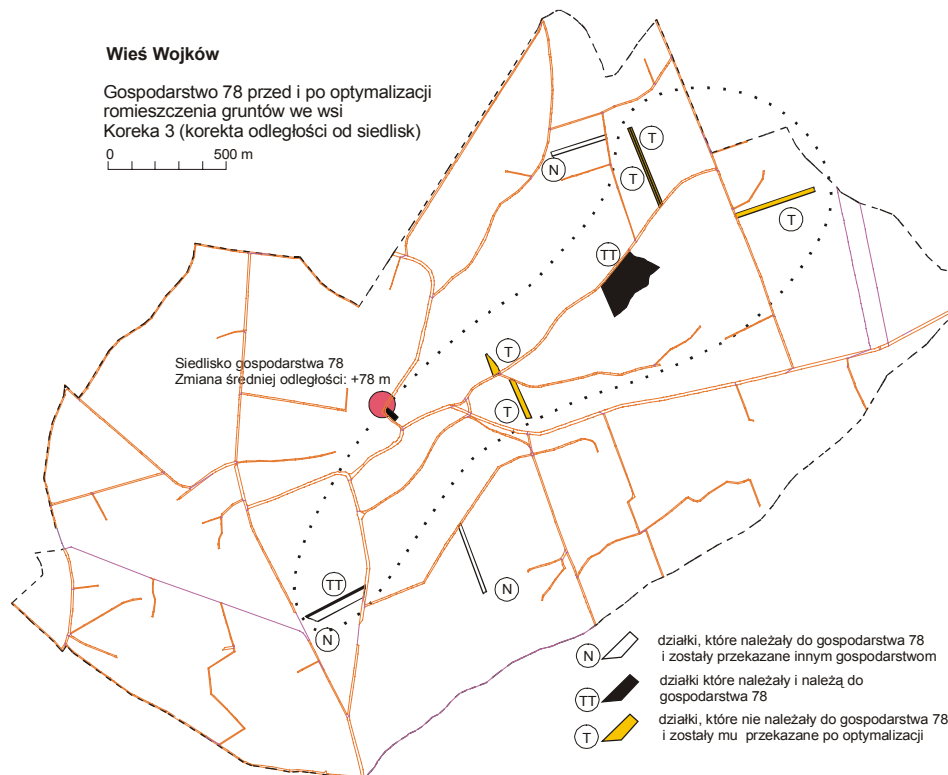 Wieś Wojków
Gospodarstwo 78 przed i po optymalizacji
romieszczenia gruntów we wsi
Koreka 3 (korekta odległości od siedlisk)
0 500 m
T
N
T
T
TT
T
Siedlisko gospodarstwa 78
Zmiana średniej odległości: +78 m
T
TT
N
N
N działki, które należały do gospodarstwa 78
i zostały przekazane innym gospodarstwom
TT działki które należały i należą do
gospodarstwa 78
T działki, które nie należały do gospodarstwa 78
i zostały mu przekazane po optymalizacji